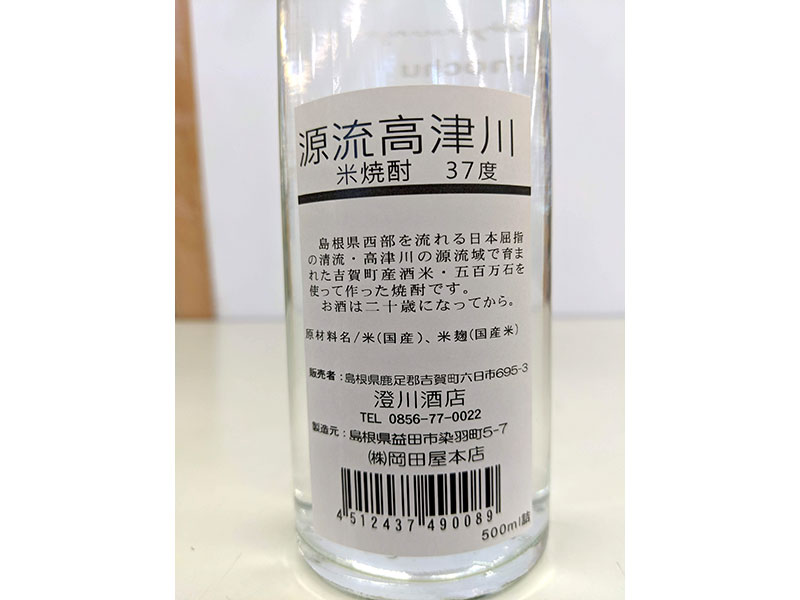 源流高津川
米焼酎 37度
島根県西部を流れる日本屈指
の清流・高津川の源流域で育ま
れた吉賀町産酒米・五百万石を
使って作った焼酎です。
お酒は二十歳になってから。
原材料名/米(国産)、米麹(国産米)
販売者:島根県鹿足郡吉賀町六日市695-3
澄川酒店
TEL 0856-77-0022
製造元:島根県益田市染羽町5-7
㈱岡田屋本店
4 512437 490089
500ml詰